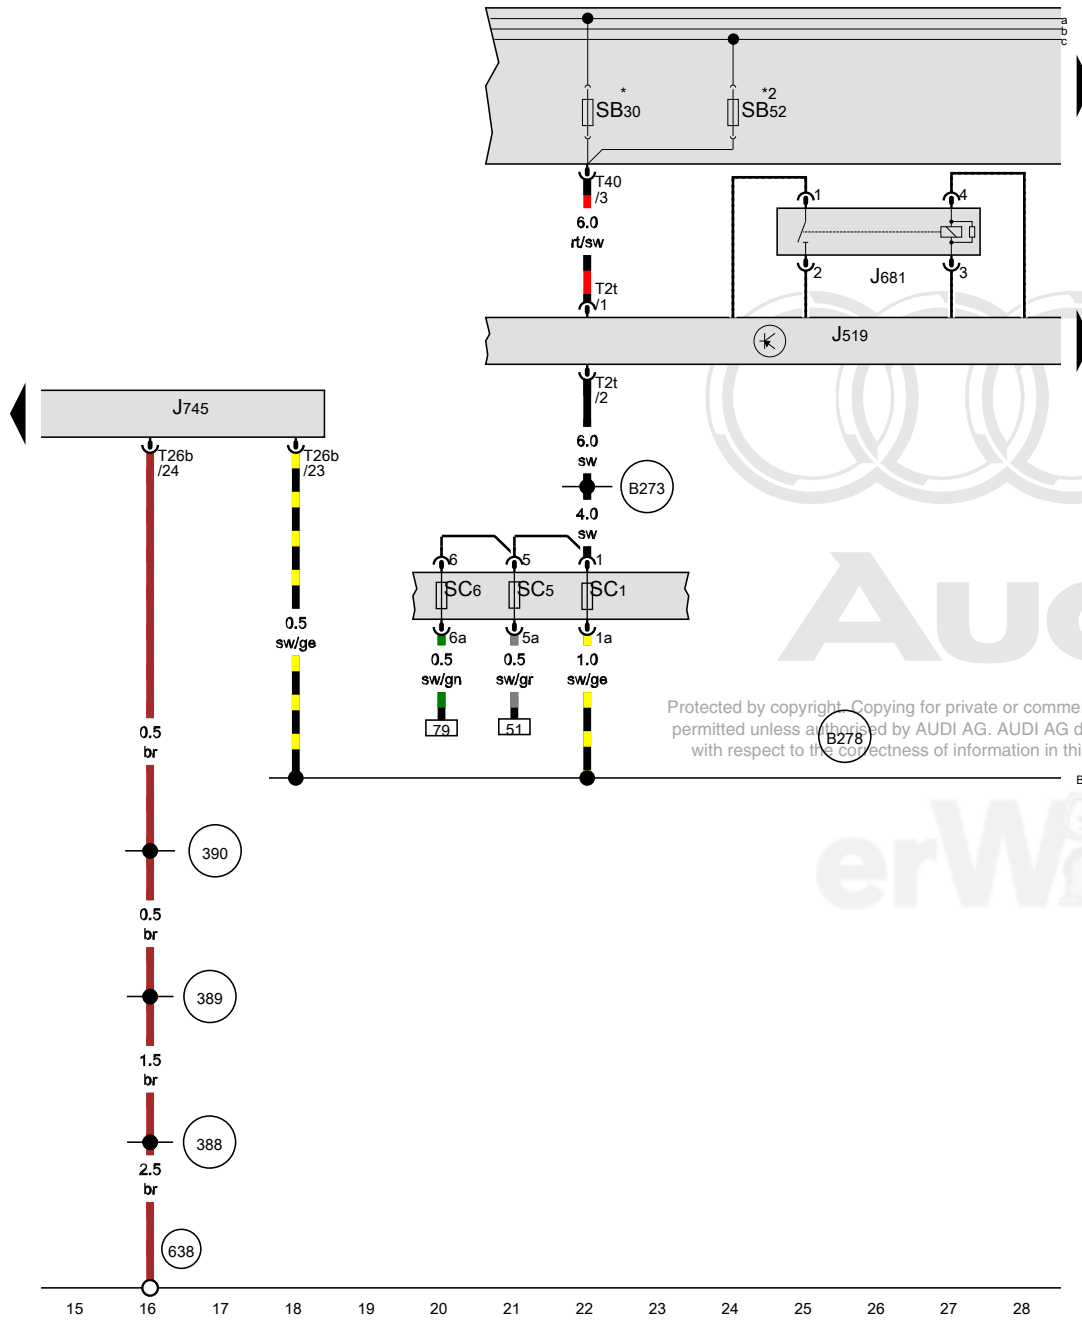 a
b
c
*
SB30
*2
SB52
T40
/3
1
4
6.0
rt/sw
2
3
J681
T2t
/1
J519
T2t
/2
J745
T26b
/24
T26b
/23
6.0
sw
B273
4.0
sw
6
5
1
SC6
SC5
SC1
6a
5a
1a
0.5
sw/ge
0.5
sw/gn
0.5
sw/gr
1.0
sw/ge
Aud
79
51
Protected by copyright. Copying for private or comme
permitted unless authorised by AUDI AG. AUDI AG d
with respect to the correctness of information in thi
B278
0.5
br
B
erW
390
0.5
br
389
1.5
br
388
2.5
br
638
15 16 17 18 19 20 21 22 23 24 25 26 27 28